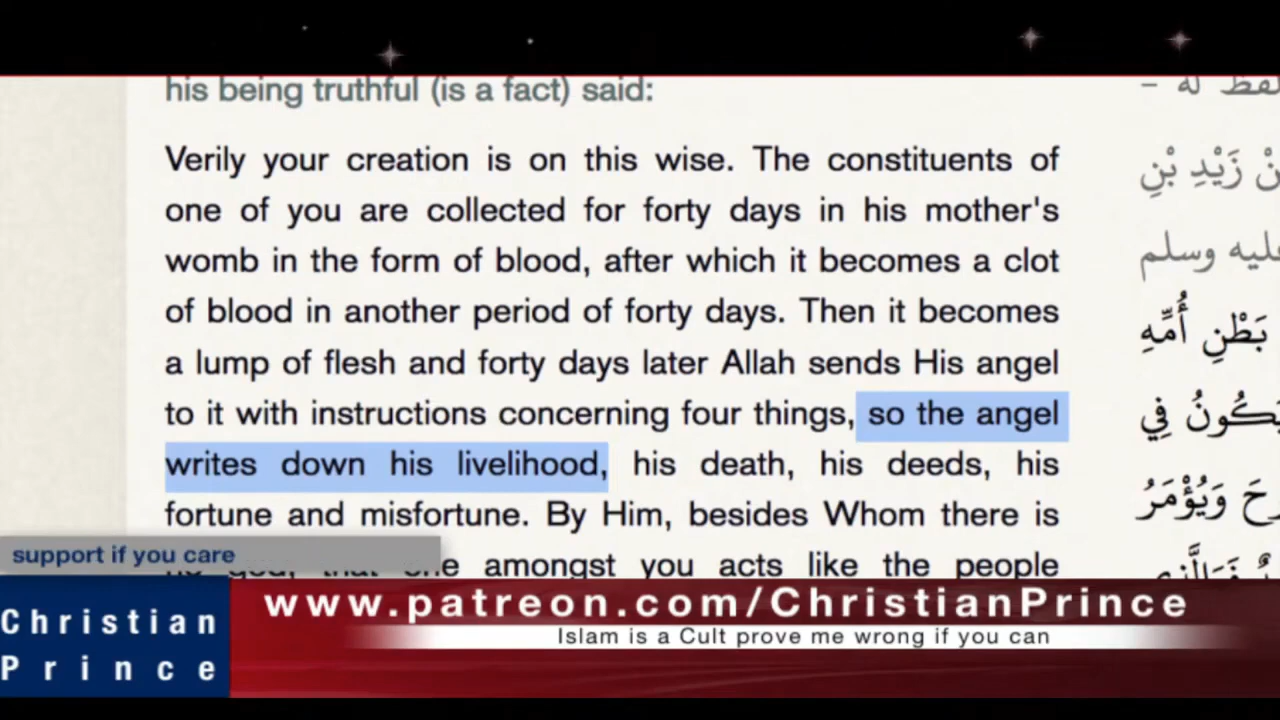 his being truthful (is a fact) said:
Verily your creation is on this wise. The constituents of
one of you are collected for forty days in his mother's
womb in the form of blood, after which it becomes a clot
of blood in another period of forty days. Then it becomes
a lump of flesh and forty days later Allah sends His angel
to it with instructions concerning four things, so the angel
writes down his livelihood, his death, his deeds, his
fortune and misfortune. By Him, besides Whom there is
no god, that one amongst you acts like the people
زَيْدِ بْنِ
عليه وسلم
بَطْنِ أُمِّهِ
يَكُونُ فِي
وَيُؤْمَرُ
support if you care
Christian
Prince
www.patreon.com/ChristianPrince
Islam is a Cult prove me wrong if you can